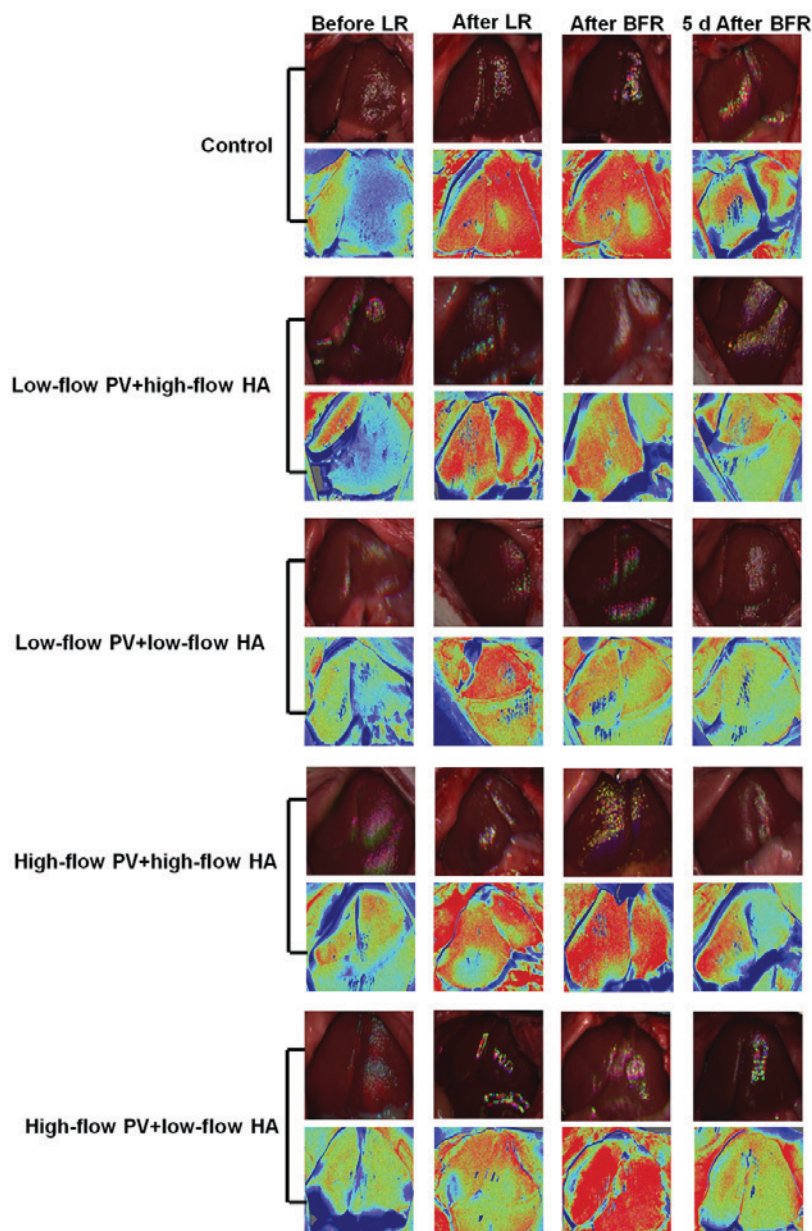 Before LR After LR After BFR 5 d After BFR
Control
Low-flow PV+high-flow HA
Low-flow PV+low-flow HA
High-flow PV+high-flow HA
High-flow PV+low-flow HA